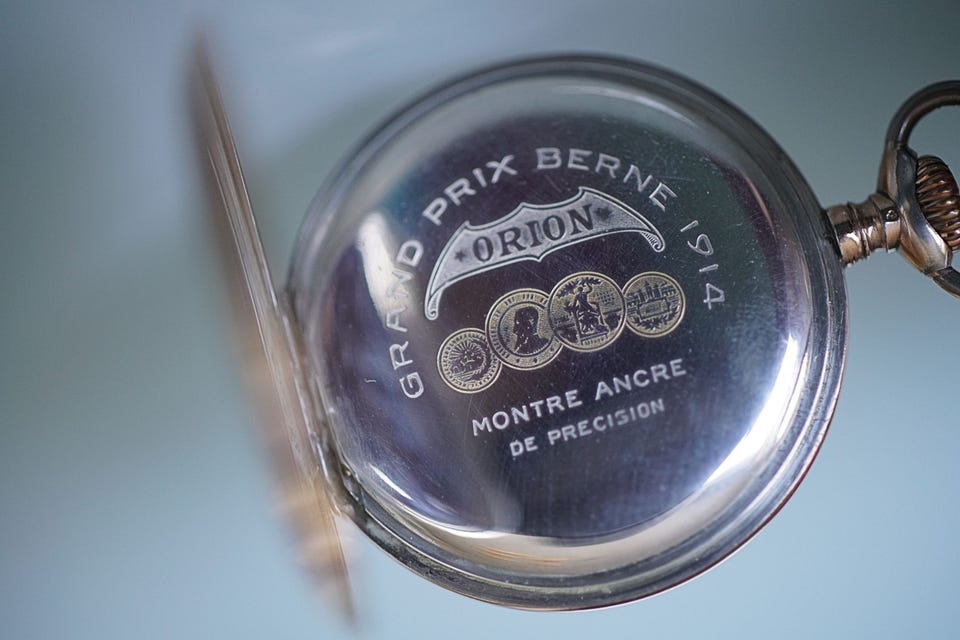 GRAND PRIX BERNE 1914
ORION
MONTRE ANCRE
DE PRECISION